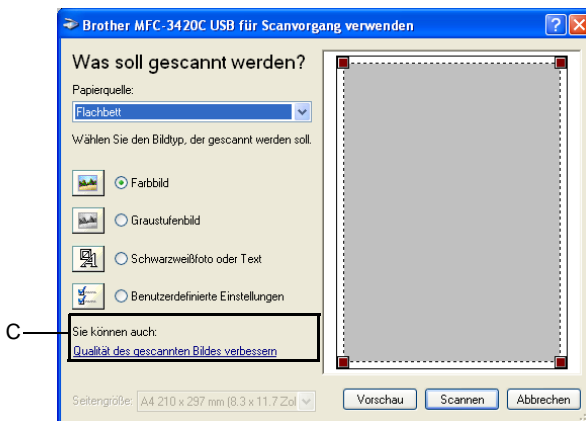 Brother MFC-3420C USB für Scanvorgang verwenden
Was soll gescannt werden?
Papierquelle:
Flachbett
Wählen Sie den Bildtyp, der gescannt werden soll.
Farbbild
Graustufenbild
Schwarzweißfoto oder Text
Benutzerdefinierte Einstellungen
C
Sie können auch:
Qualität des gescannten Bildes verbessern
Seitengröße: A4 210 x 297 mm (8.3 x 11.7 Zol
Vorschau Scannen Abbrechen